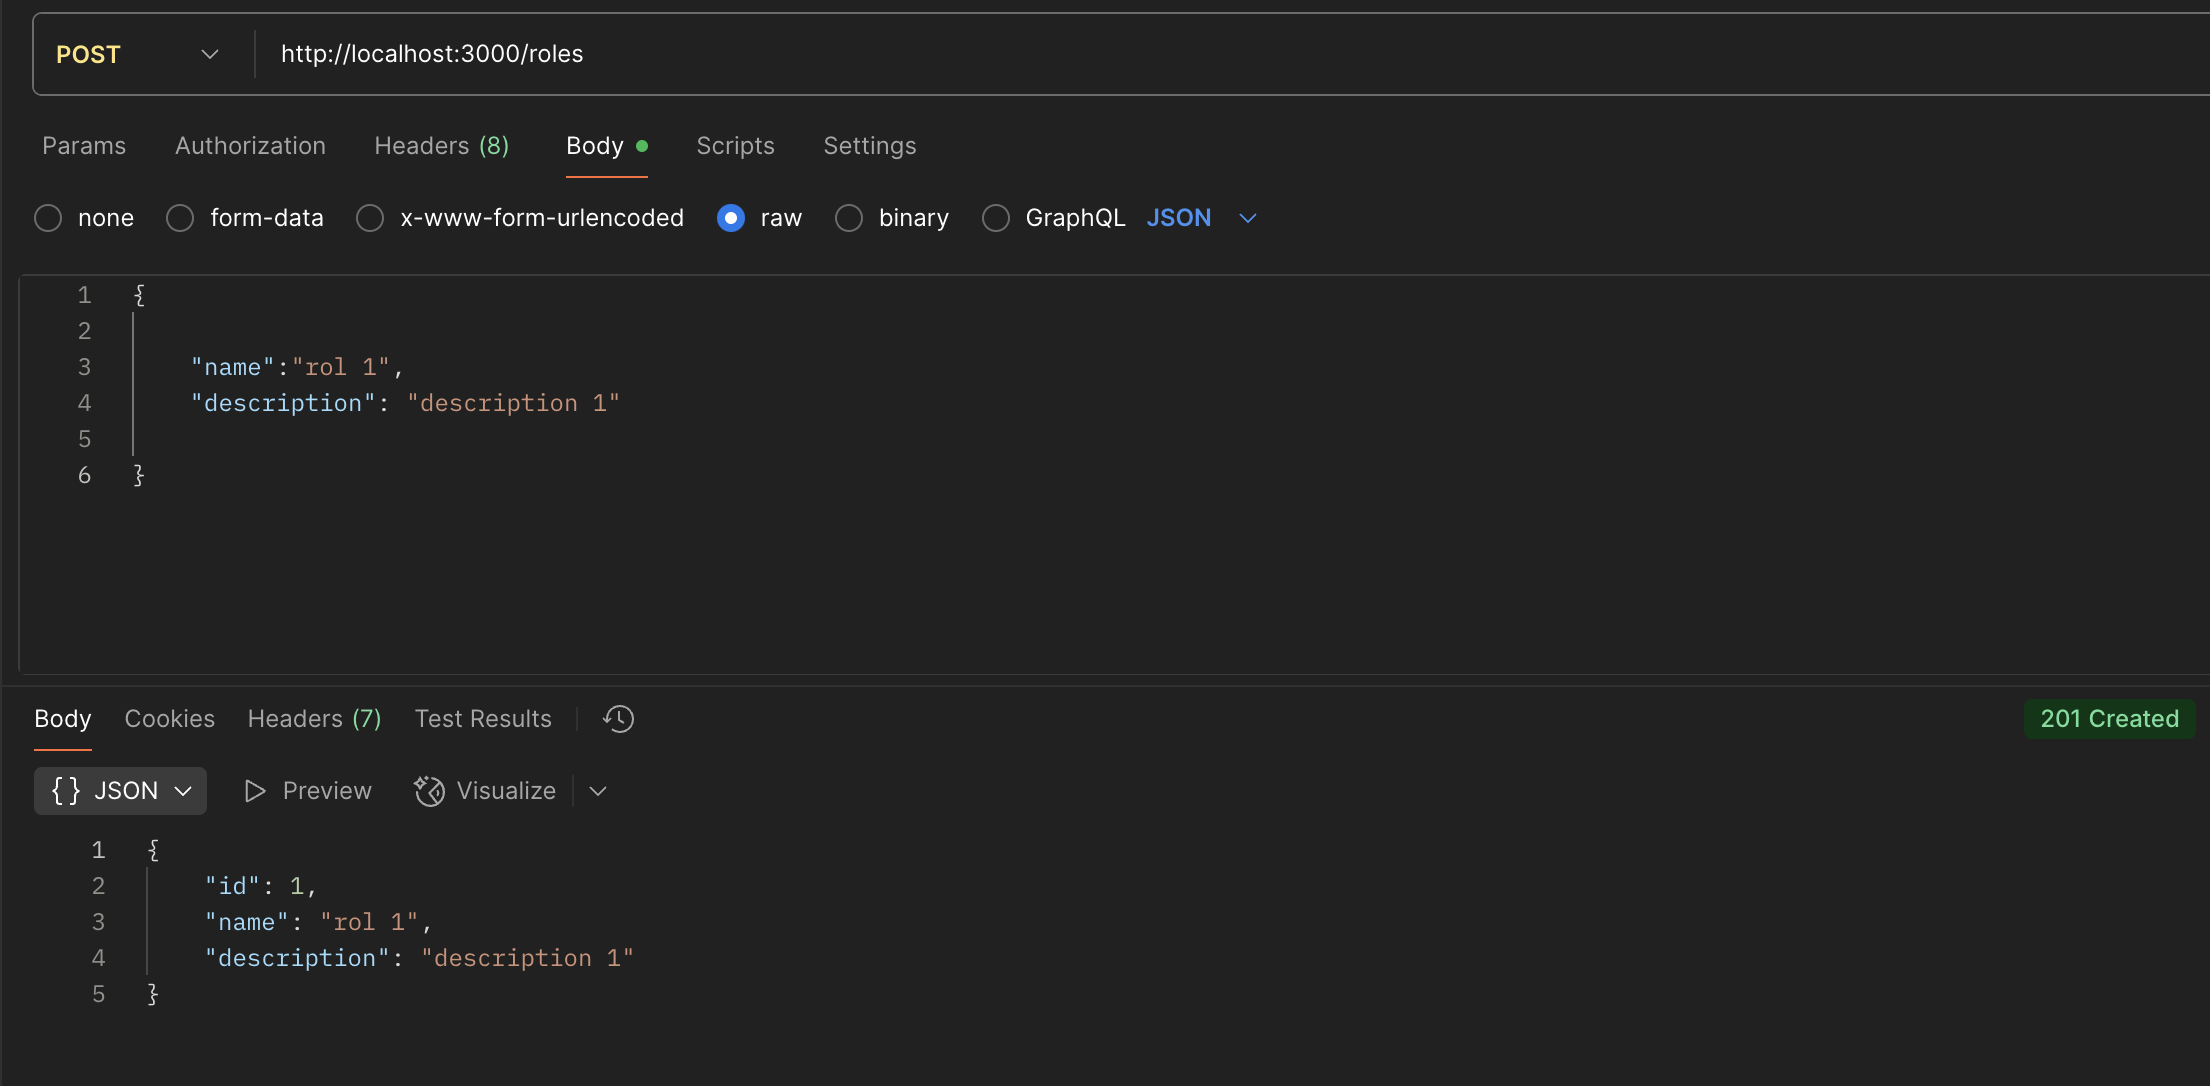 POST http://localhost:3000/roles
Params Authorization Headers (8) Body Scripts Settings
none form-data x-www-form-urlencoded raw binary GraphQL JSON
1 {
2
3 "name":"rol 1",
4 "description": "description 1"
5
6 }
Body Cookies Headers (7) Test Results 201 Created
{} JSON Preview Visualize
1 {
2 "id": 1,
3 "name": "rol 1",
4 "description": "description 1"
5 }